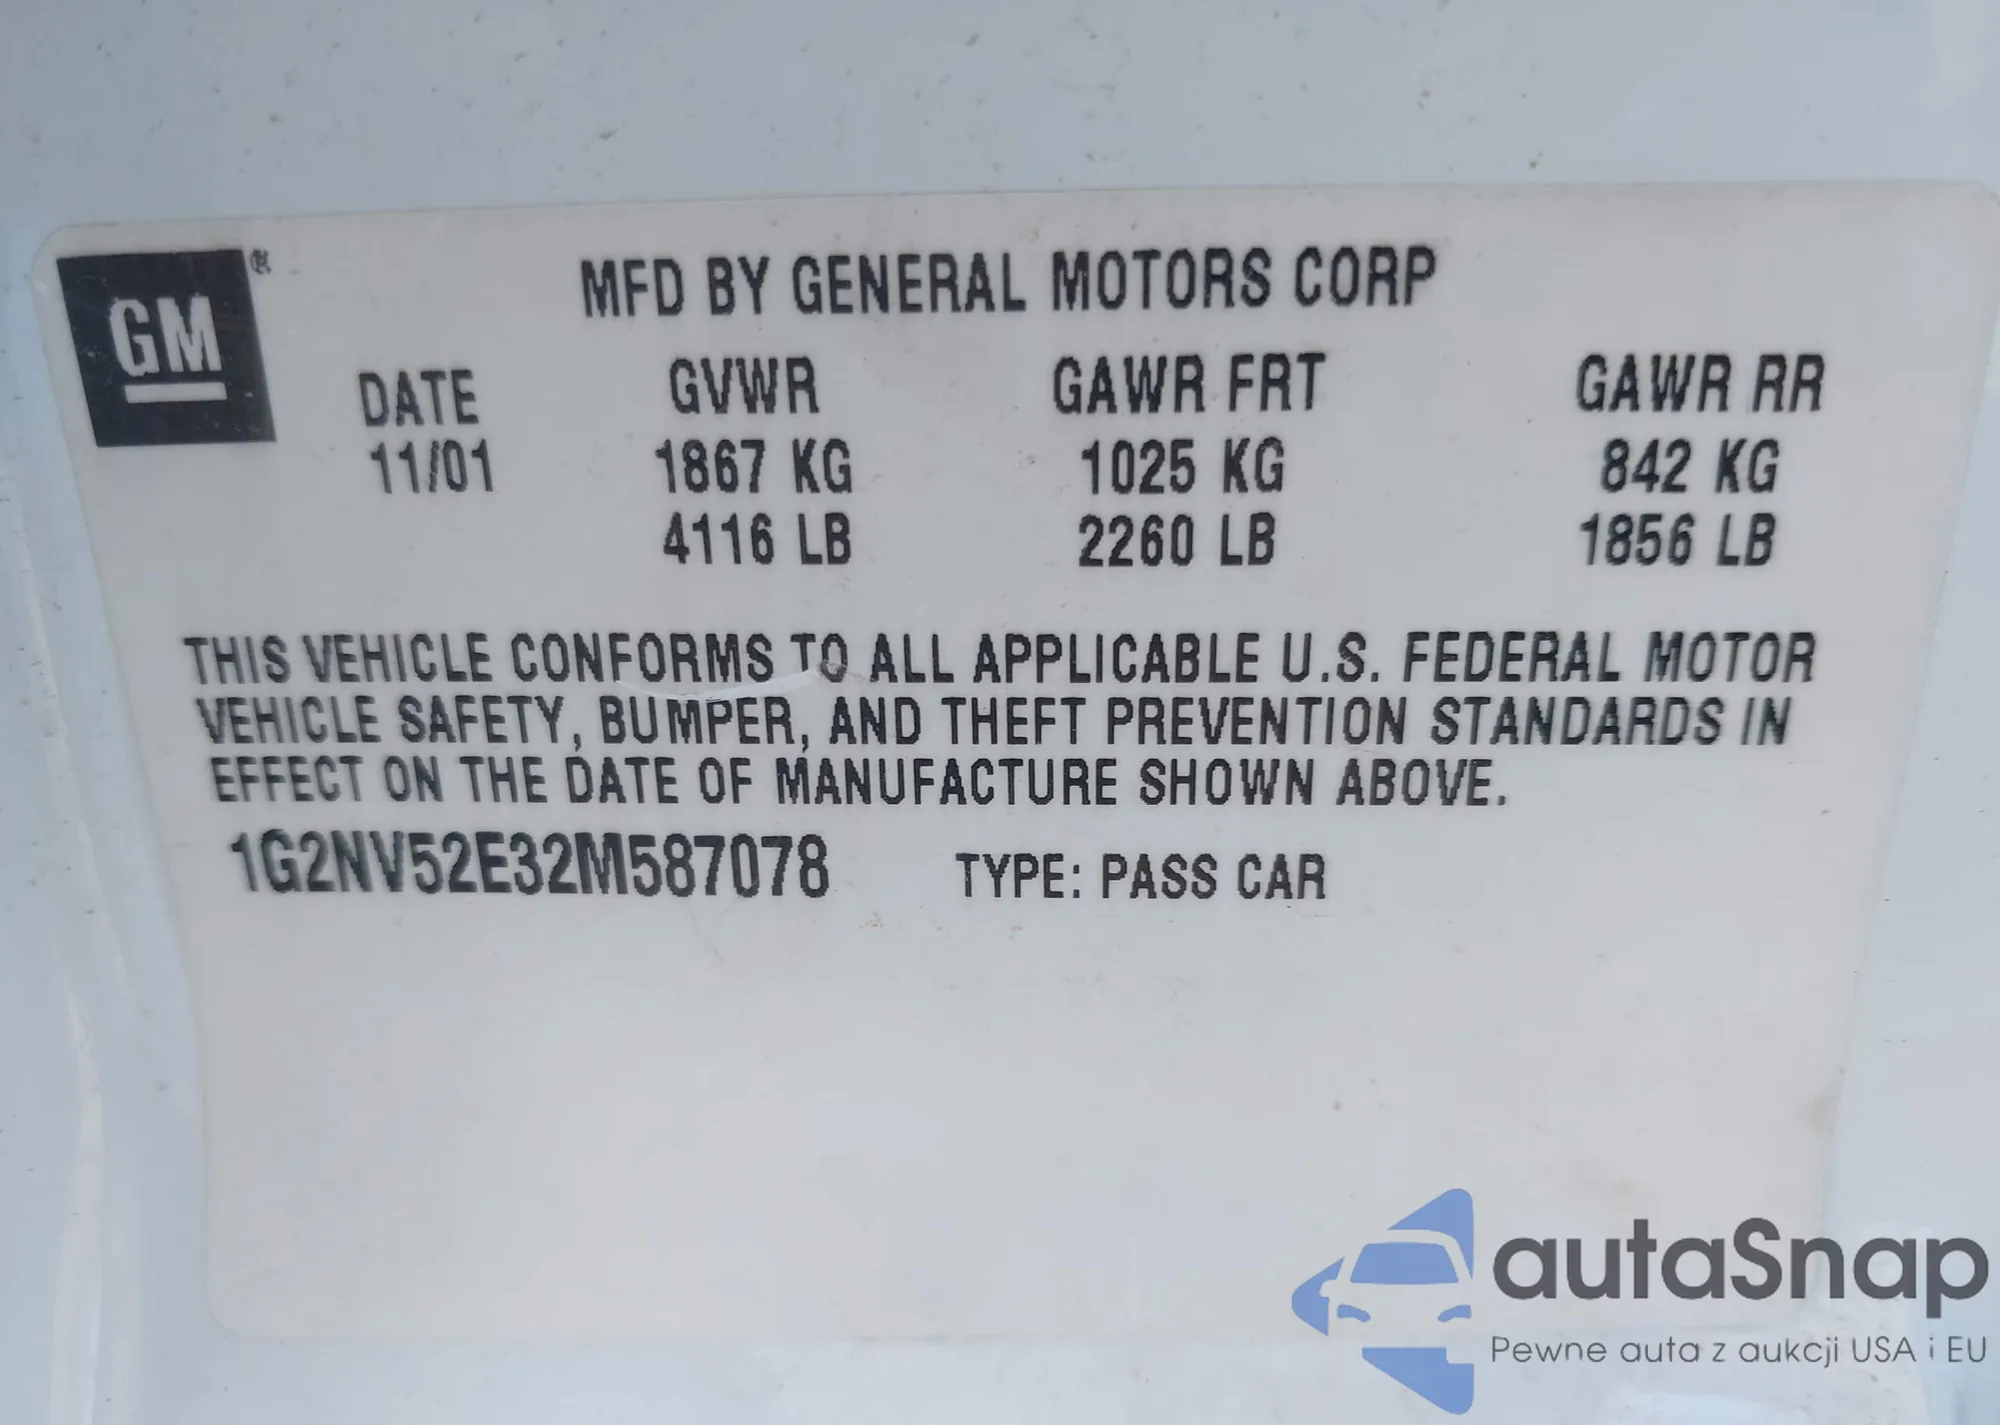 GM ®
MFD BY GENERAL MOTORS CORP
DATE GVWR GAWR FRT GAWR RR
11/01 1867 KG 1025 KG 842 KG
4116 LB 2260 LB 1856 LB
THIS VEHICLE CONFORMS TO ALL APPLICABLE U.S. FEDERAL MOTOR
VEHICLE SAFETY, BUMPER, AND THEFT PREVENTION STANDARDS IN
EFFECT ON THE DATE OF MANUFACTURE SHOWN ABOVE.
1G2NV52E32M587078 TYPE: PASS CAR
autaSnap
Pewne auta z aukcji USA i EU